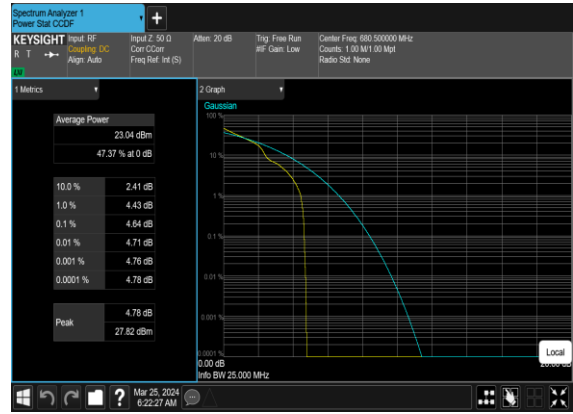 Spectrum Analyzer 1
Power Stat CCDF
+
KEYSIGHT
R T
LXI
Input: RF
Coupling: DC
Align: Auto
Input Z: 50 Ω
Corr CCorr
Freq Ref: Int (S)
Atten: 20 dB
Trig: Free Run
#IF Gain: Low
Center Freq: 680.500000 MHz
Counts: 1.00 M/1.00 Mpt
Radio Std: None
1 Metrics
Average Power
23.04 dBm
47.37 % at 0 dB
10.0 % 2.41 dB
1.0 % 4.43 dB
0.1 % 4.64 dB
0.01 % 4.71 dB
0.001 % 4.76 dB
0.0001 % 4.78 dB
Peak
4.78 dB
27.82 dBm
2 Graph
Gaussian
100 %
10 %
1 %
0.1 %
0.01 %
0.001 %
0.0001 %
0.00 dB
Info BW 25.000 MHz
Local
?
Mar 25, 2024
6:22:27 AM